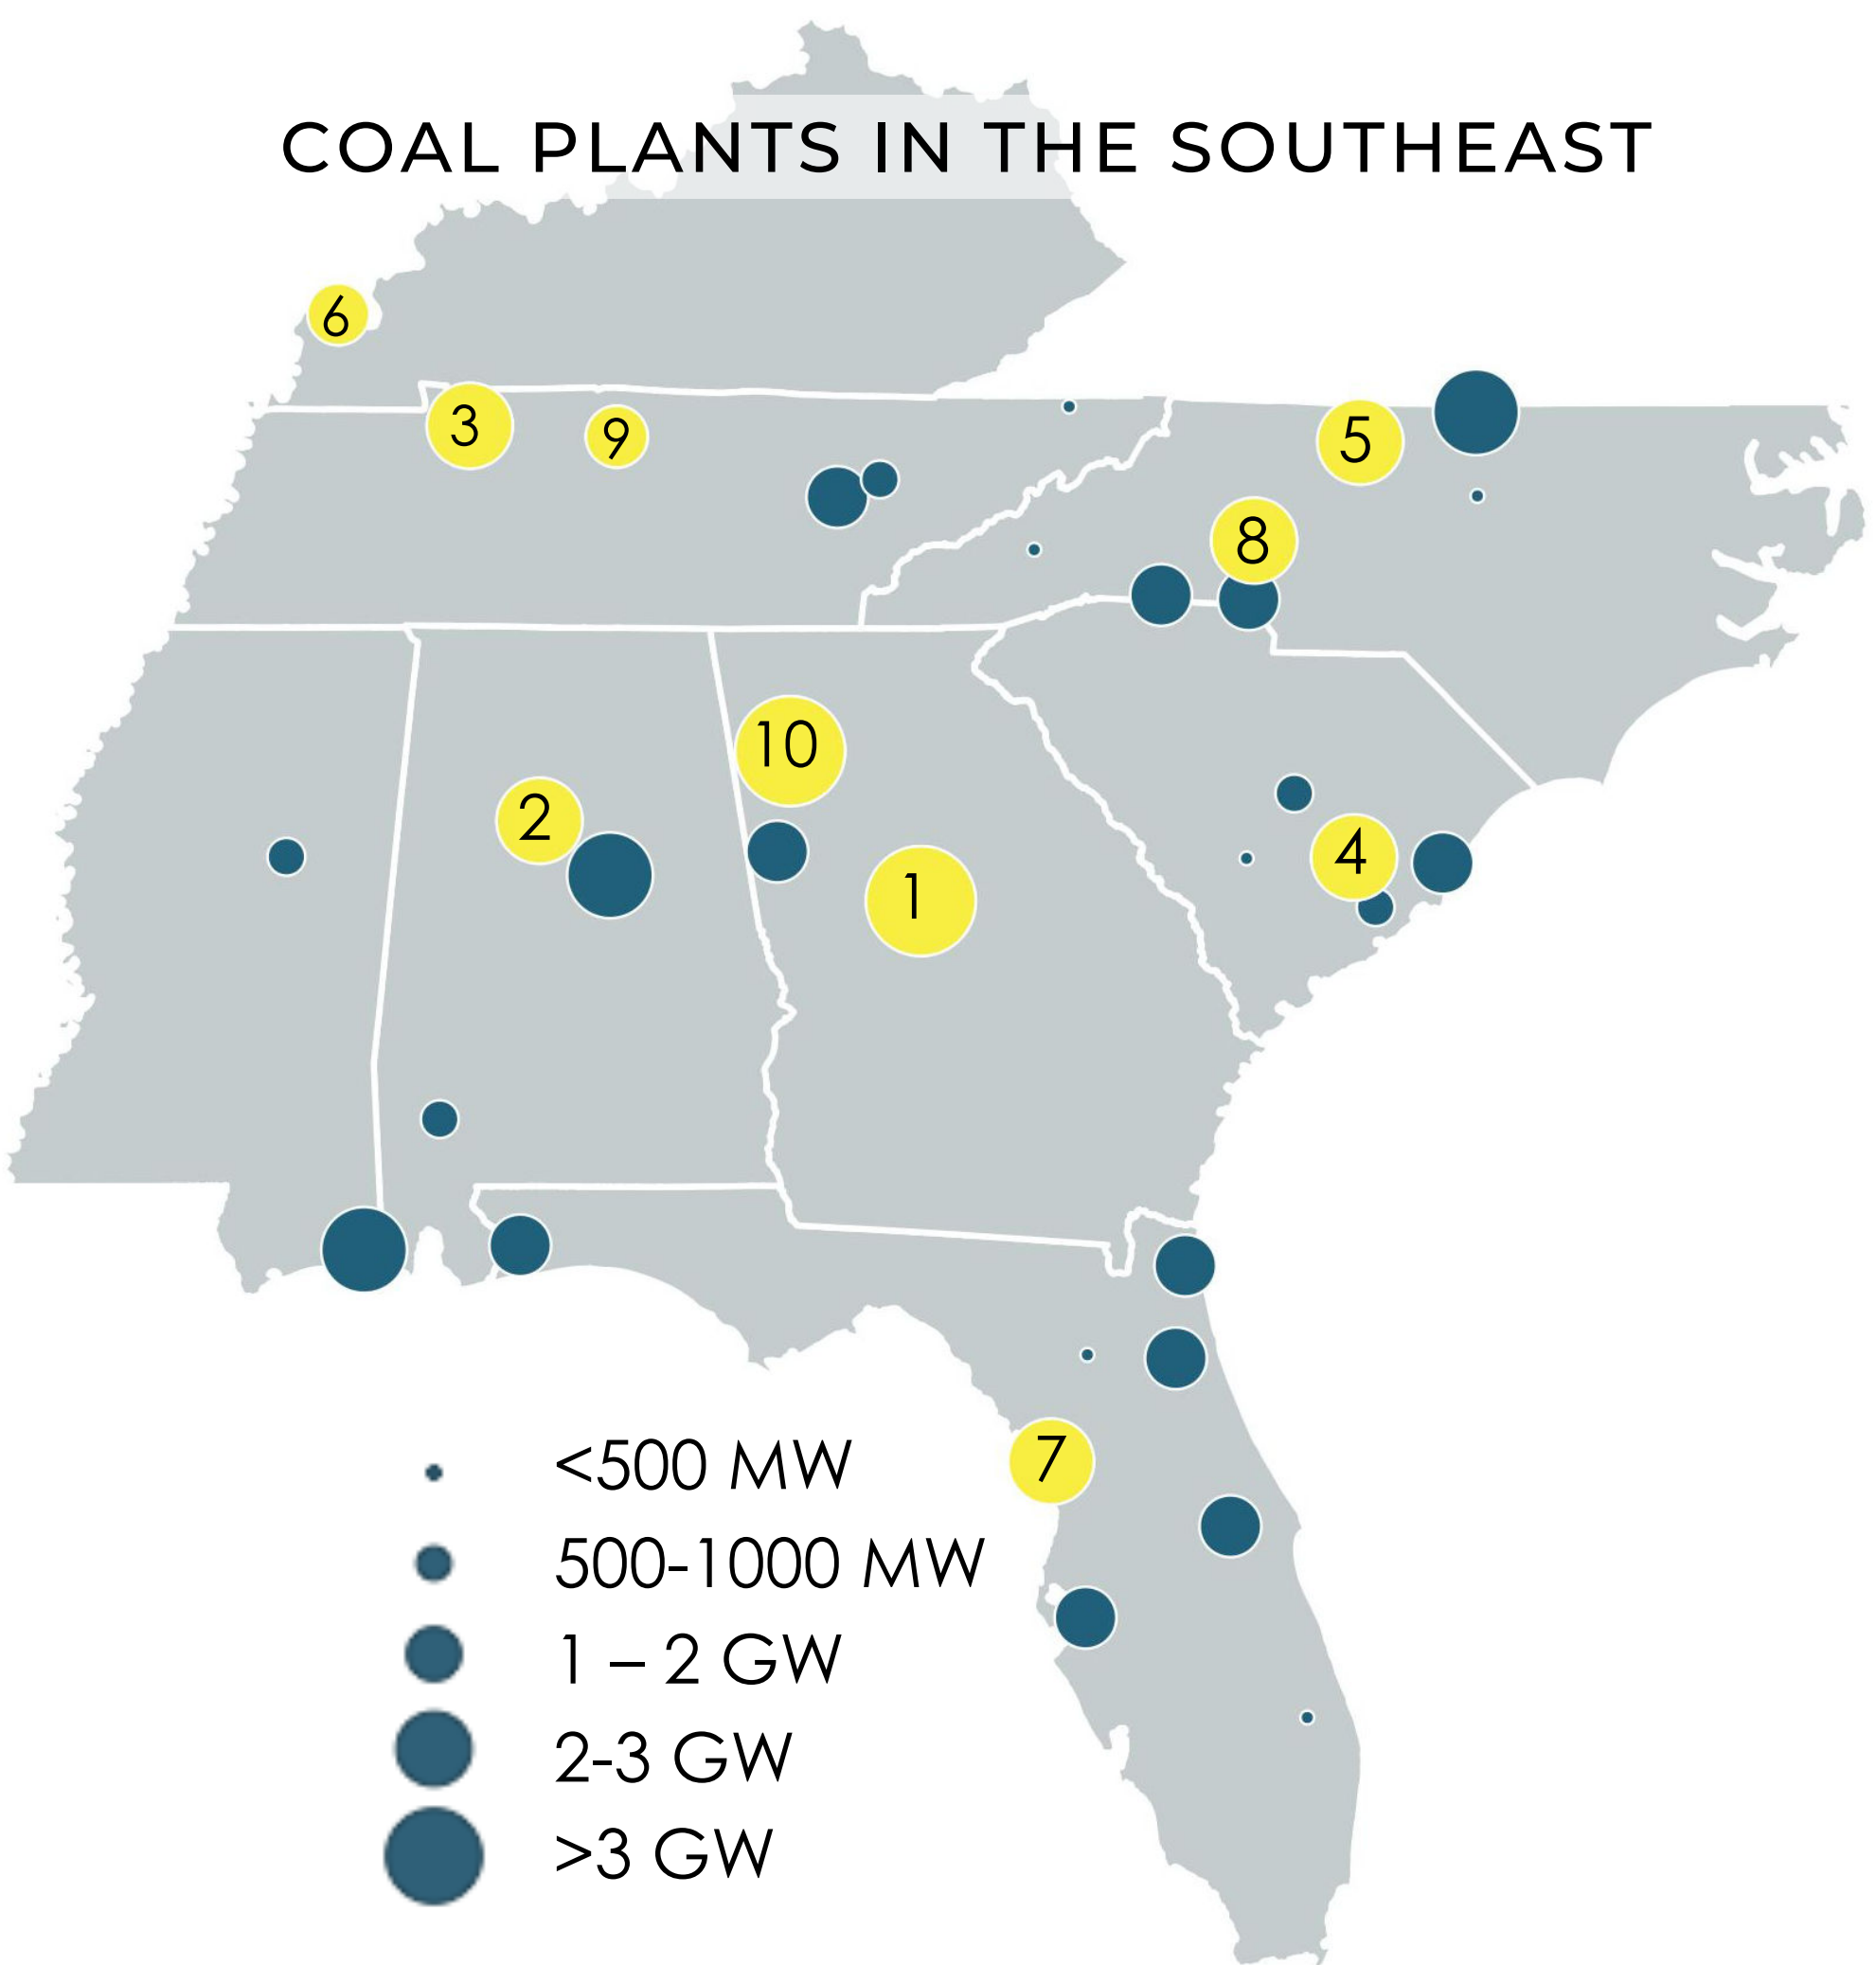 COAL PLANTS IN THE SOUTHEAST
6
3
9
5
8
10
2
4
1
7
<500 MW
500-1000 MW
1 – 2 GW
2-3 GW
>3 GW